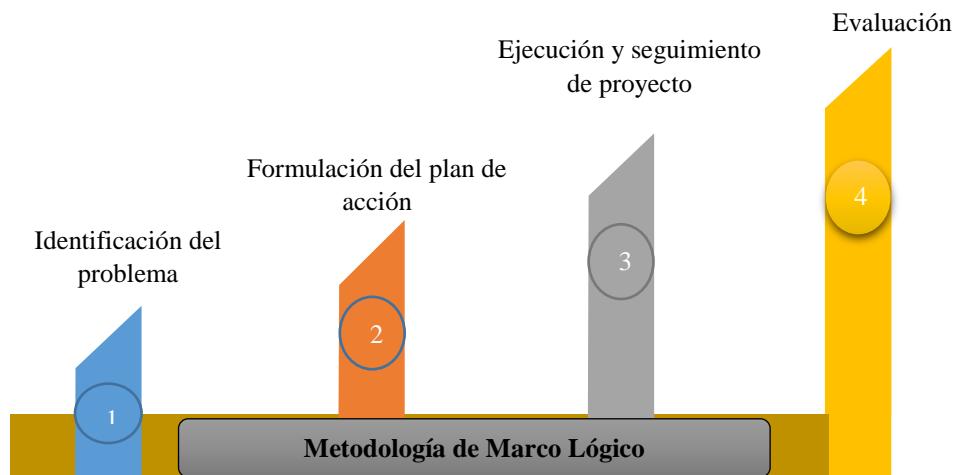 Identificación del
problema
1
Formulación del plan de
acción
2
Ejecución y seguimiento
de proyecto
3
Evaluación
4
Metodología de Marco Lógico